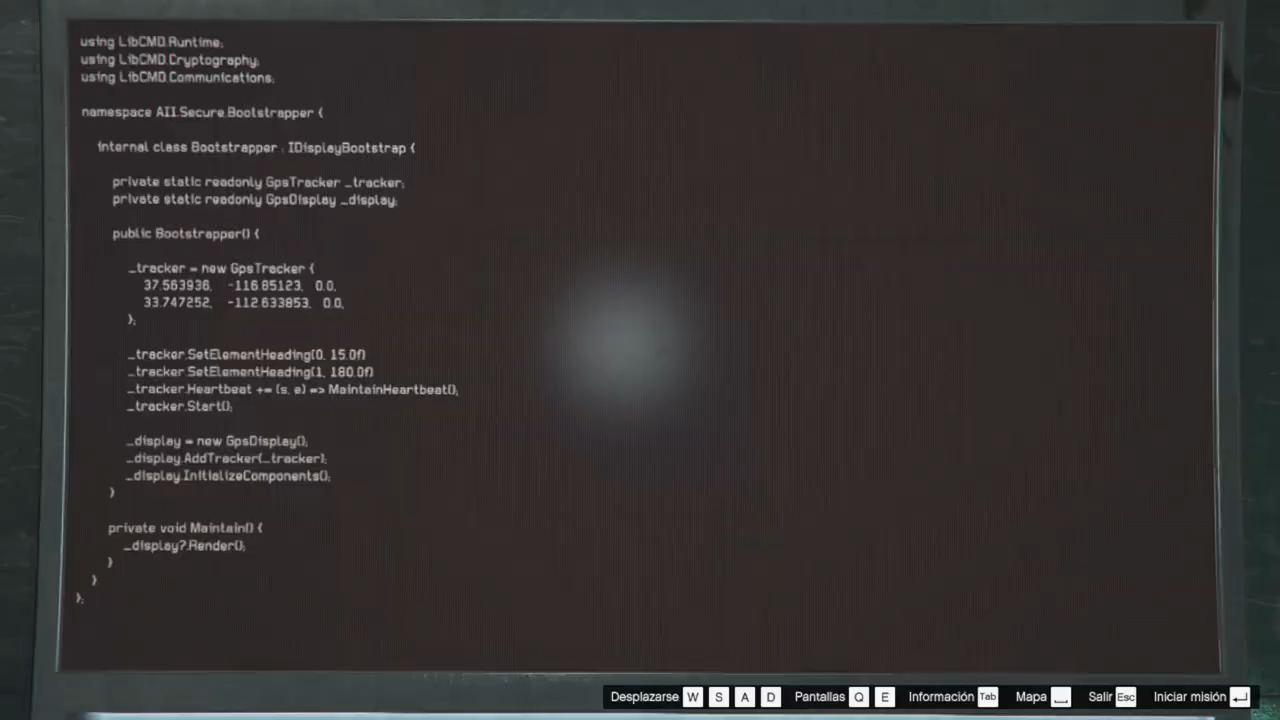 using LibCMD.Runtime;
using LibCMD.Cryptography;
using LibCMD.Communications;
namespace AII.Secure.Bootstrapper {
internal class Bootstrapper : IDisplayBootstrap {
private static readonly GpsTracker _tracker;
private static readonly GpsDisplay _display;
public Bootstrapper() {
_tracker = new GpsTracker {
37.563936, -116.85123, 0.0,
33.747252, -112.633853, 0.0,
};
_tracker.SetElementHeading(0, 15.0f)
_tracker.SetElementHeading(1, 180.0f)
_tracker.Heartbeat += (s, e) => MaintainHeartbeat();
_tracker.Start();
_display = new GpsDisplay();
_display.AddTracker(_tracker);
_display.InitializeComponents();
}
private void Maintain() {
_display?.Render();
}
}
};
Desplazarse W S A D Pantallas Q E Información Tab Mapa Salir Esc Iniciar misión